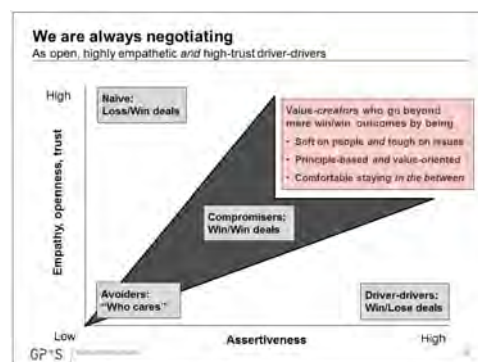 We are always negotiating
As open, highly empathetic and high-trust driver-drivers
High
Naive:
Loss/Win deals
Value-creators who go beyond
mere win/win outcomes by being
• Soft on people and tough on issues
• Principle-based and value-oriented
• Comfortable staying in the between
Empathy, openness, trust
Compromisers:
Win/Win deals
Avoiders:
"Who cares"
Driver-drivers:
Win/Lose deals
Low
Assertiveness
High